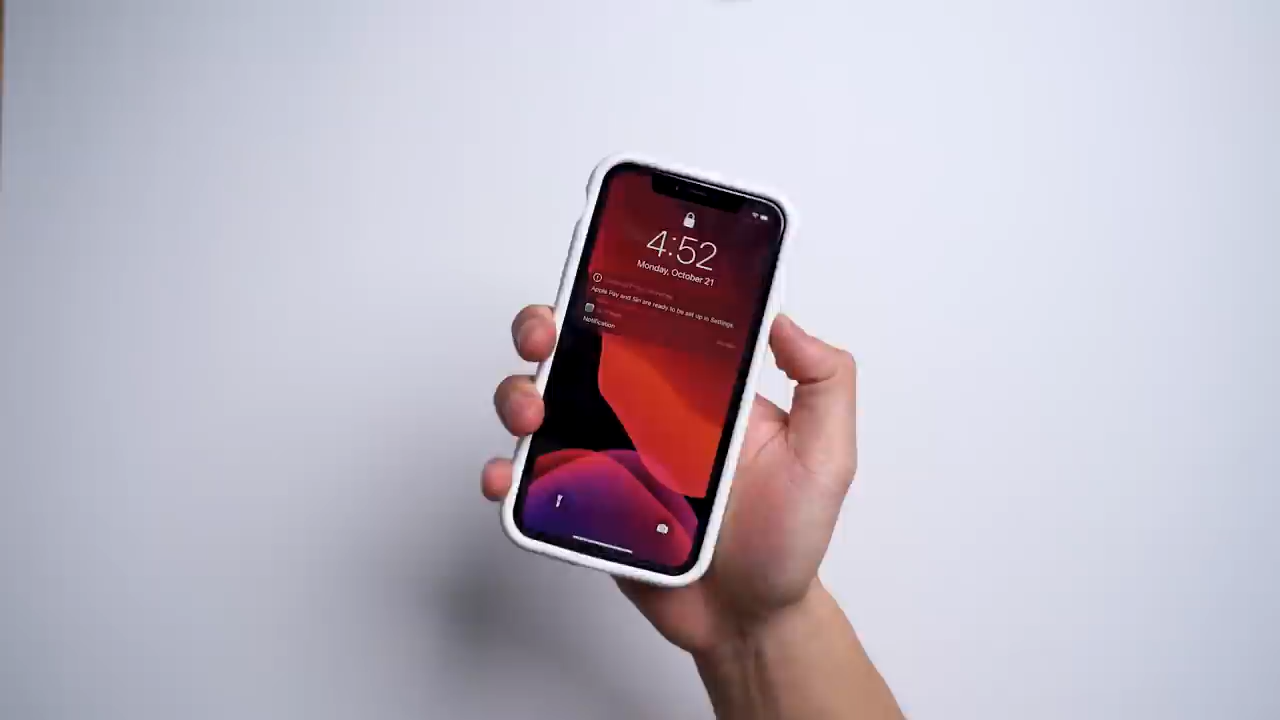 4:52
Monday, October 21
Apple Pay and Siri are ready to be set up in Settings.
Notification